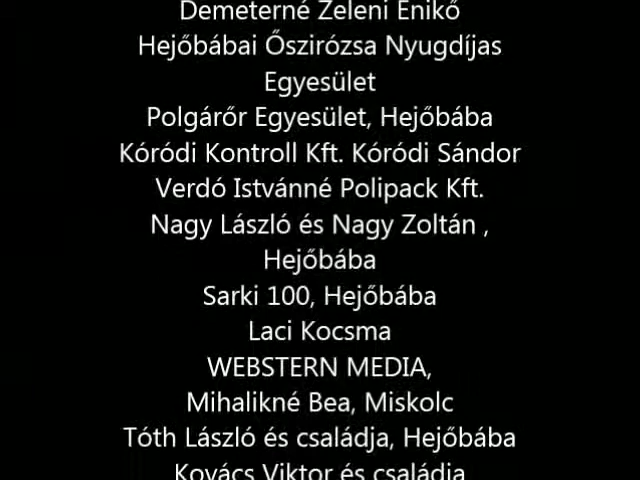 Demeterné Zeleni Enikő
Hejőbábai Őszirózsa Nyugdíjas
Egyesület
Polgárőr Egyesület, Hejőbába
Kóródi Kontroll Kft. Kóródi Sándor
Verdó Istvánné Polipack Kft.
Nagy László és Nagy Zoltán ,
Hejőbába
Sarki 100, Hejőbába
Laci Kocsma
WEBSTERN MEDIA,
Mihalikné Bea, Miskolc
Tóth László és családja, Hejőbába
Kovács Viktor és családja